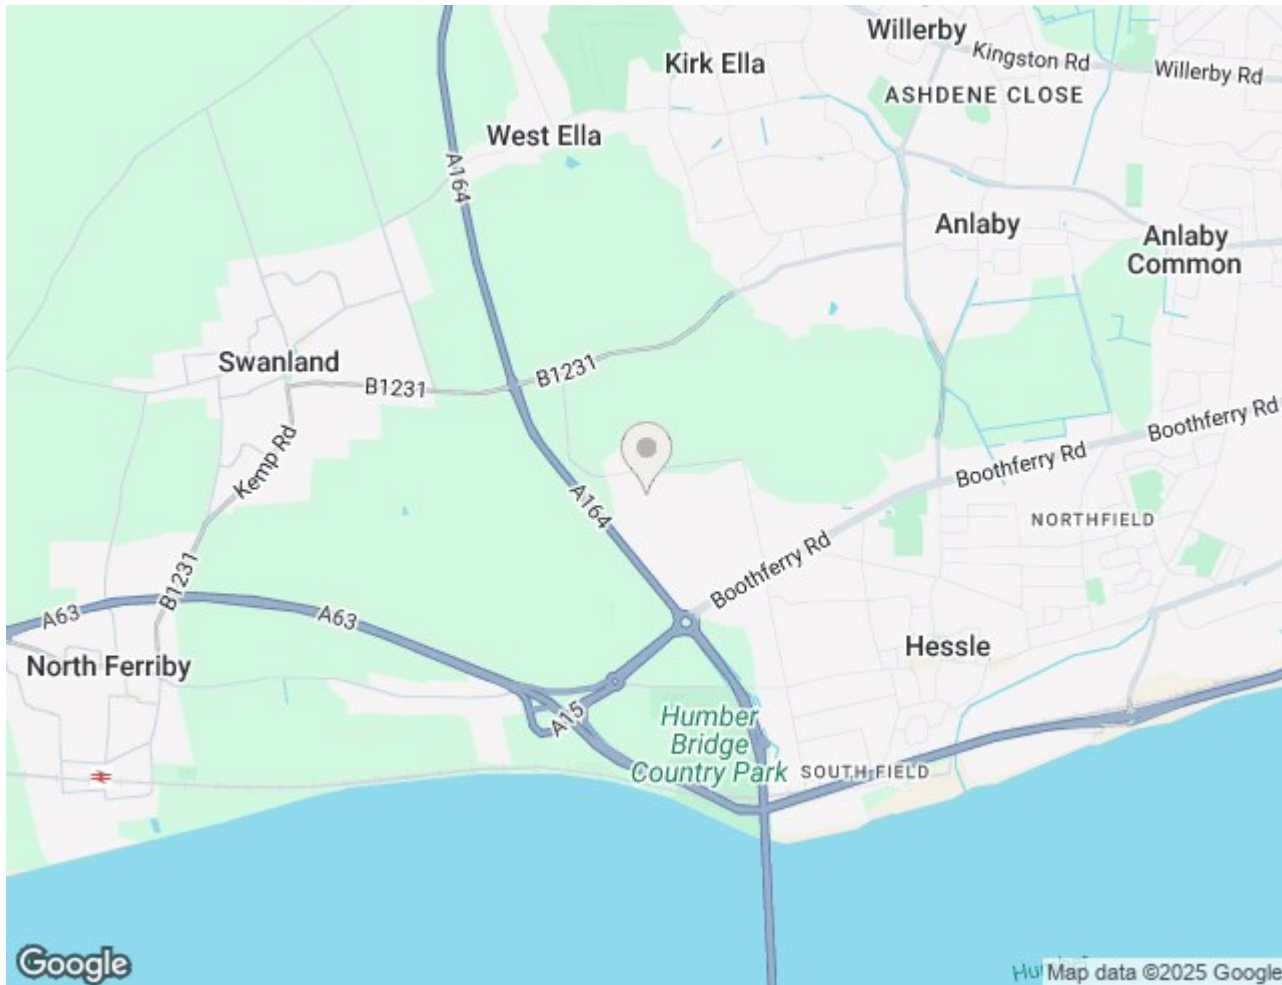 Willerby
Kingston Rd
Willerby Rd
Kirk Ella
ASHDENE CLOSE
West Ella
A164
Anlaby
Anlaby
Common
Swanland
B1231
B1231
Kemp Rd
Boothferry Rd
Boothferry Rd
A164
NORTHFIELD
Boothferry Rd
B1231
A63
A63
Hessle
North Ferriby
A15
Humber
Bridge
Country Park
SOUTH FIELD
Google
Map data ©2025 Google